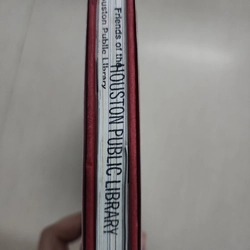 Friends of the
Houston Public Library
HOUSTON PUBLIC LIBRARY